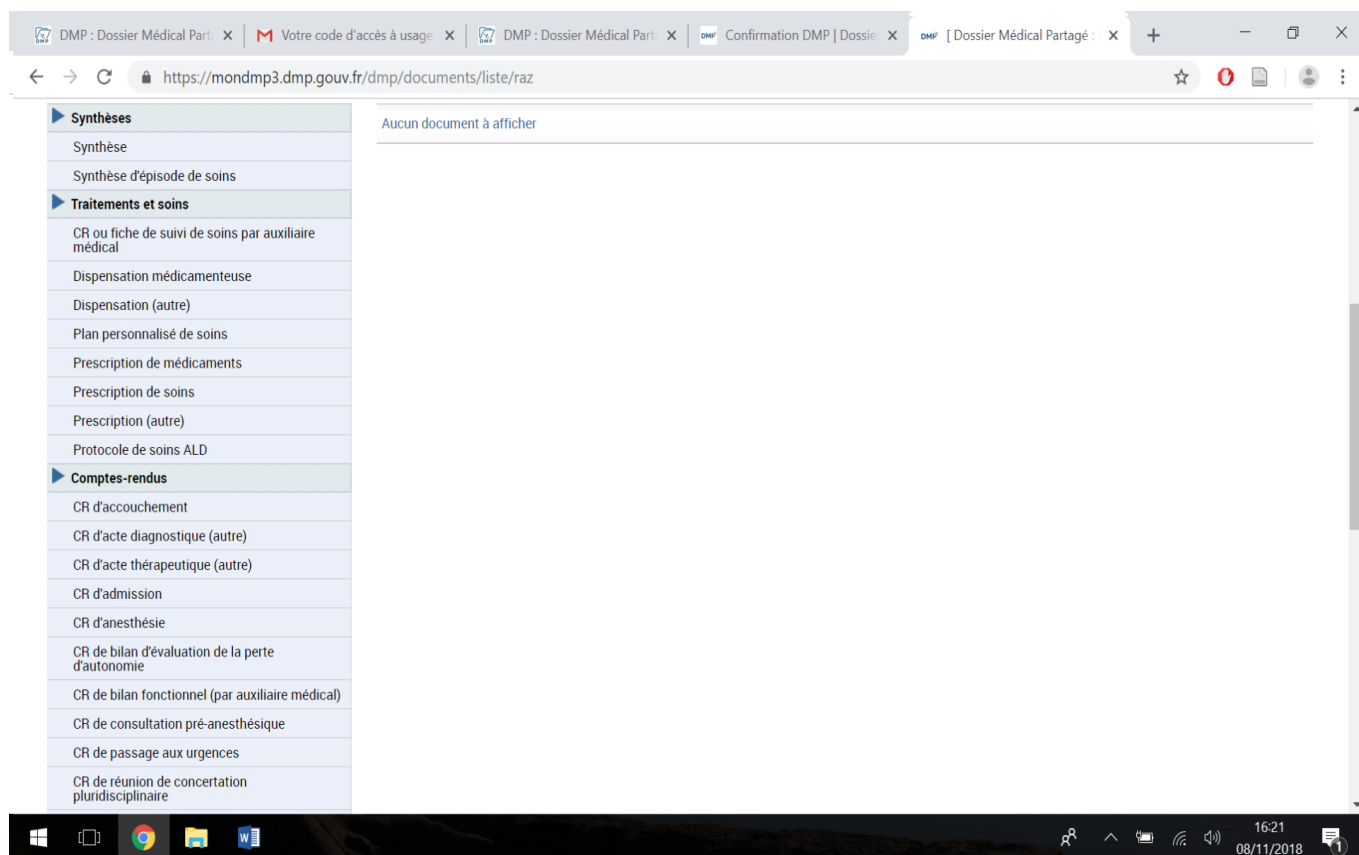 DMP : Dossier Médical Parta
Votre code d'accès à usage
DMP : Dossier Médical Parta
DMP Confirmation DMP | Dossier
DMP [ Dossier Médical Partagé :
https://mondmp3.dmp.gouv.fr/dmp/documents/liste/raz
Synthèses
Aucun document à afficher
Synthèse
Synthèse d'épisode de soins
Traitements et soins
CR ou fiche de suivi de soins par auxiliaire
médical
Dispensation médicamenteuse
Dispensation (autre)
Plan personnalisé de soins
Prescription de médicaments
Prescription de soins
Prescription (autre)
Protocole de soins ALD
Comptes-rendus
CR d'accouchement
CR d'acte diagnostique (autre)
CR d'acte thérapeutique (autre)
CR d'admission
CR d'anesthésie
CR de bilan d'évaluation de la perte
d'autonomie
CR de bilan fonctionnel (par auxiliaire médical)
CR de consultation pré-anesthésique
CR de passage aux urgences
CR de réunion de concertation
pluridisciplinaire
16:21
08/11/2018
1